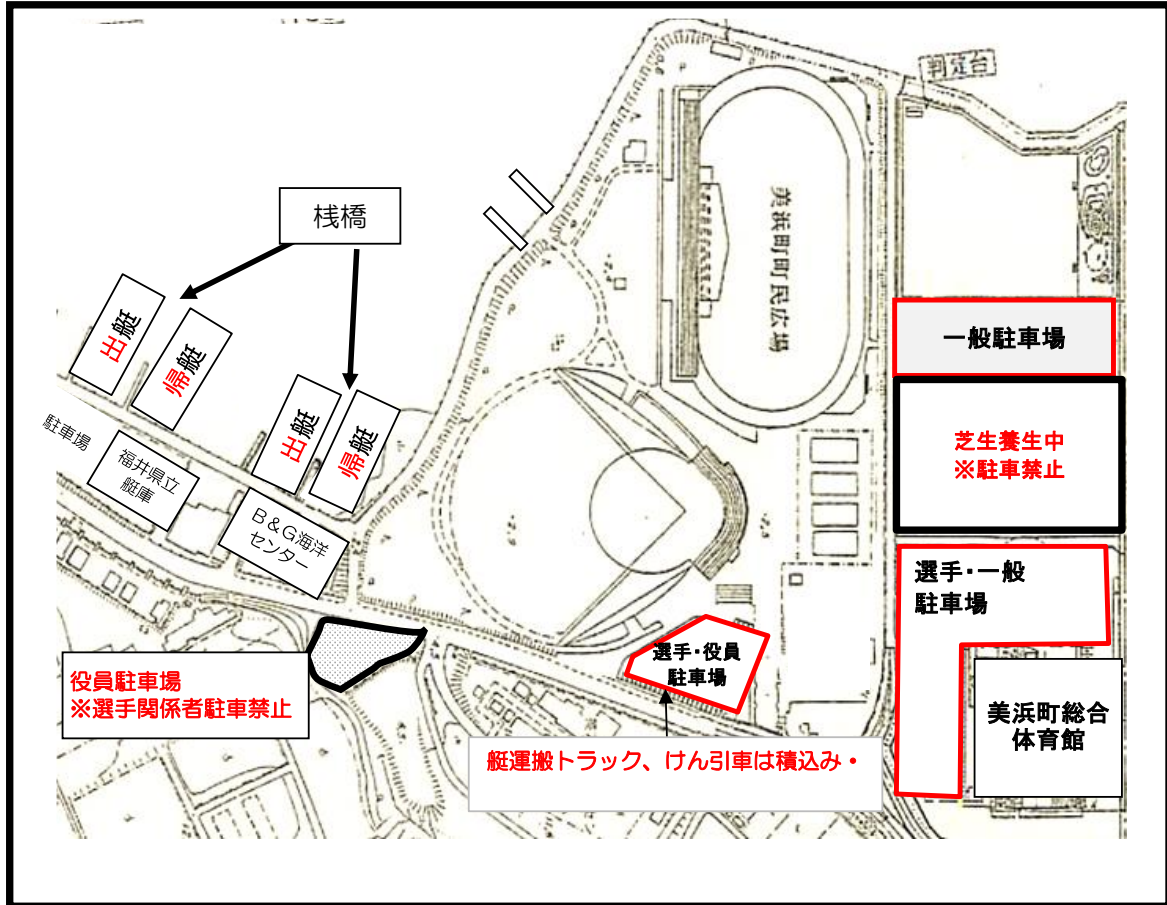 判定台
美浜町町民広場
桟橋
出艇
帰艇
出艇
帰艇
駐車場
福井県立
艇庫
B&G海洋
センター
一般駐車場
芝生養生中
※駐車禁止
選手・一般
駐車場
選手・役員
駐車場
美浜町総合
体育館
役員駐車場
※選手関係者駐車禁止
艇運搬トラック、けん引車は積込み・